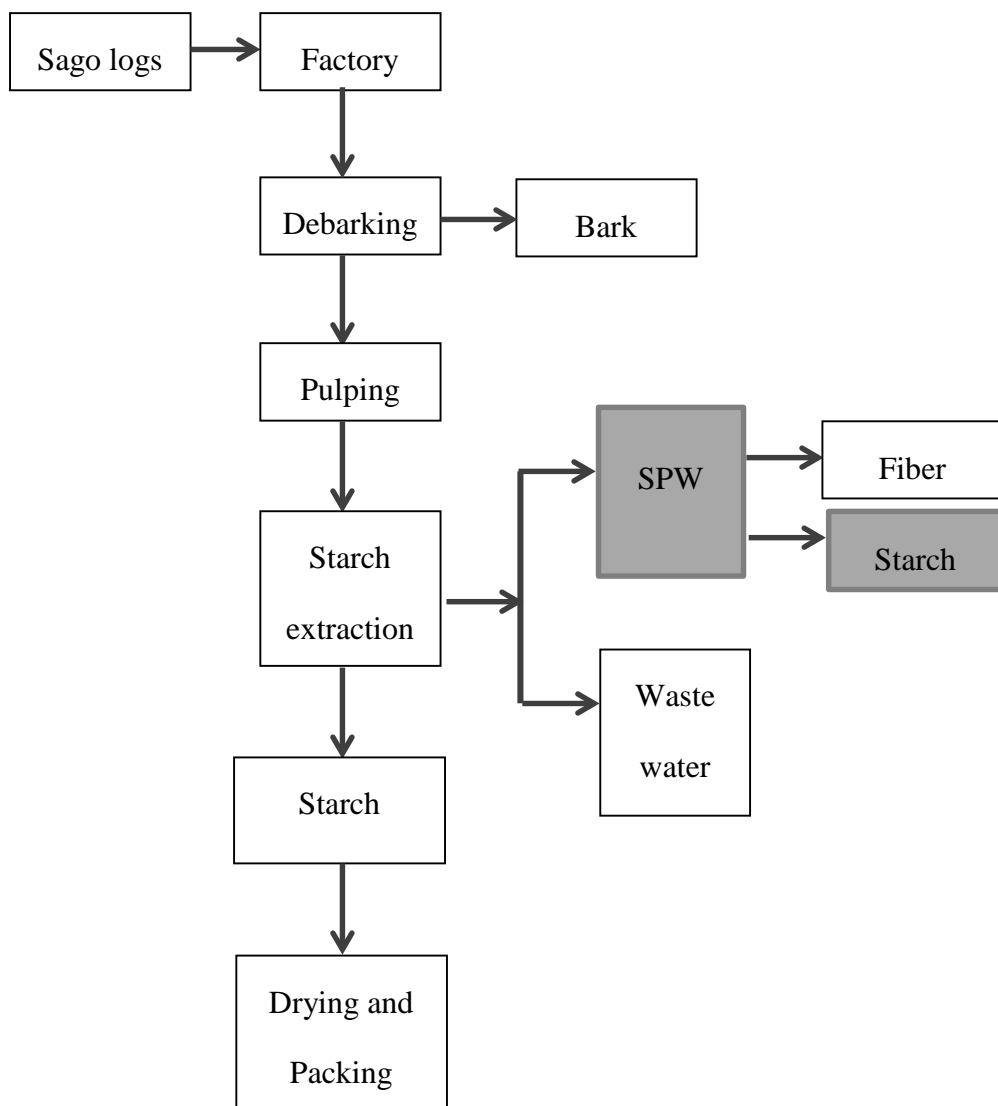 Sago logs
Factory
Debarking
Bark
Pulping
SPW
Fiber
Starch
Starch
extraction
Waste
water
Starch
Drying and
Packing